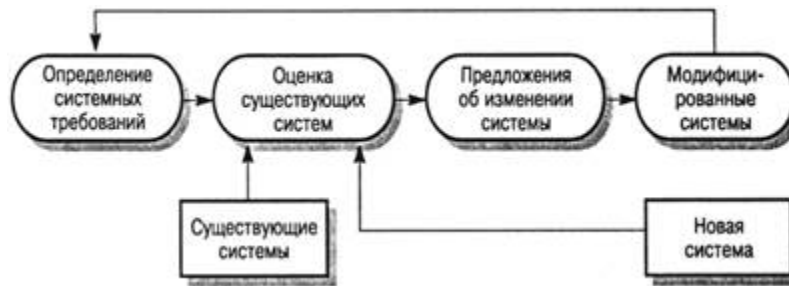 Определение
системных
требований
Оценка
существующих
систем
Предложения
об изменении
системы
Модифици-
рованные
системы
Существующие
системы
Новая
система